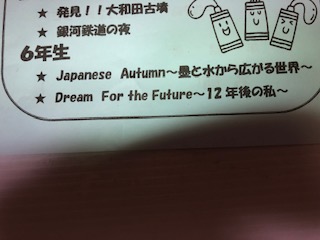 ★ 発見！！大和田古墳
★ 銀河鉄道の夜
6年生
★ Japanese Autumn～墨と水から広がる世界～
★ Dream For the Future～12年後の私～